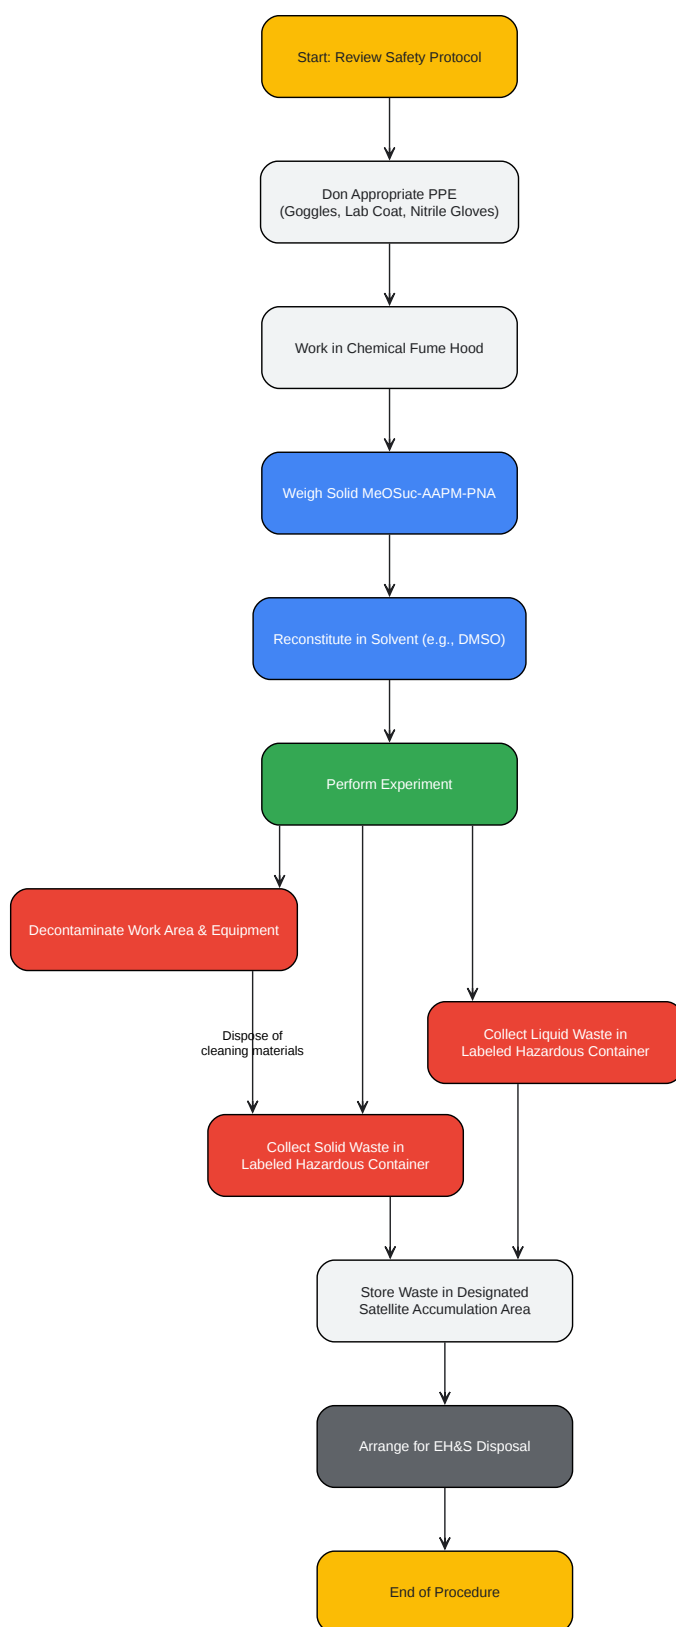 Start: Review Safety Protocol
Don Appropriate PPE
(Goggles, Lab Coat, Nitrile Gloves)
Work in Chemical Fume Hood
Weigh Solid MeOSuc-AAPM-PNA
Reconstitute in Solvent (e.g., DMSO)
Perform Experiment
Decontaminate Work Area & Equipment
Dispose of
cleaning materials
Collect Liquid Waste in
Labeled Hazardous Container
Collect Solid Waste in
Labeled Hazardous Container
Store Waste in Designated
Satellite Accumulation Area
Arrange for EH&S Disposal
End of Procedure